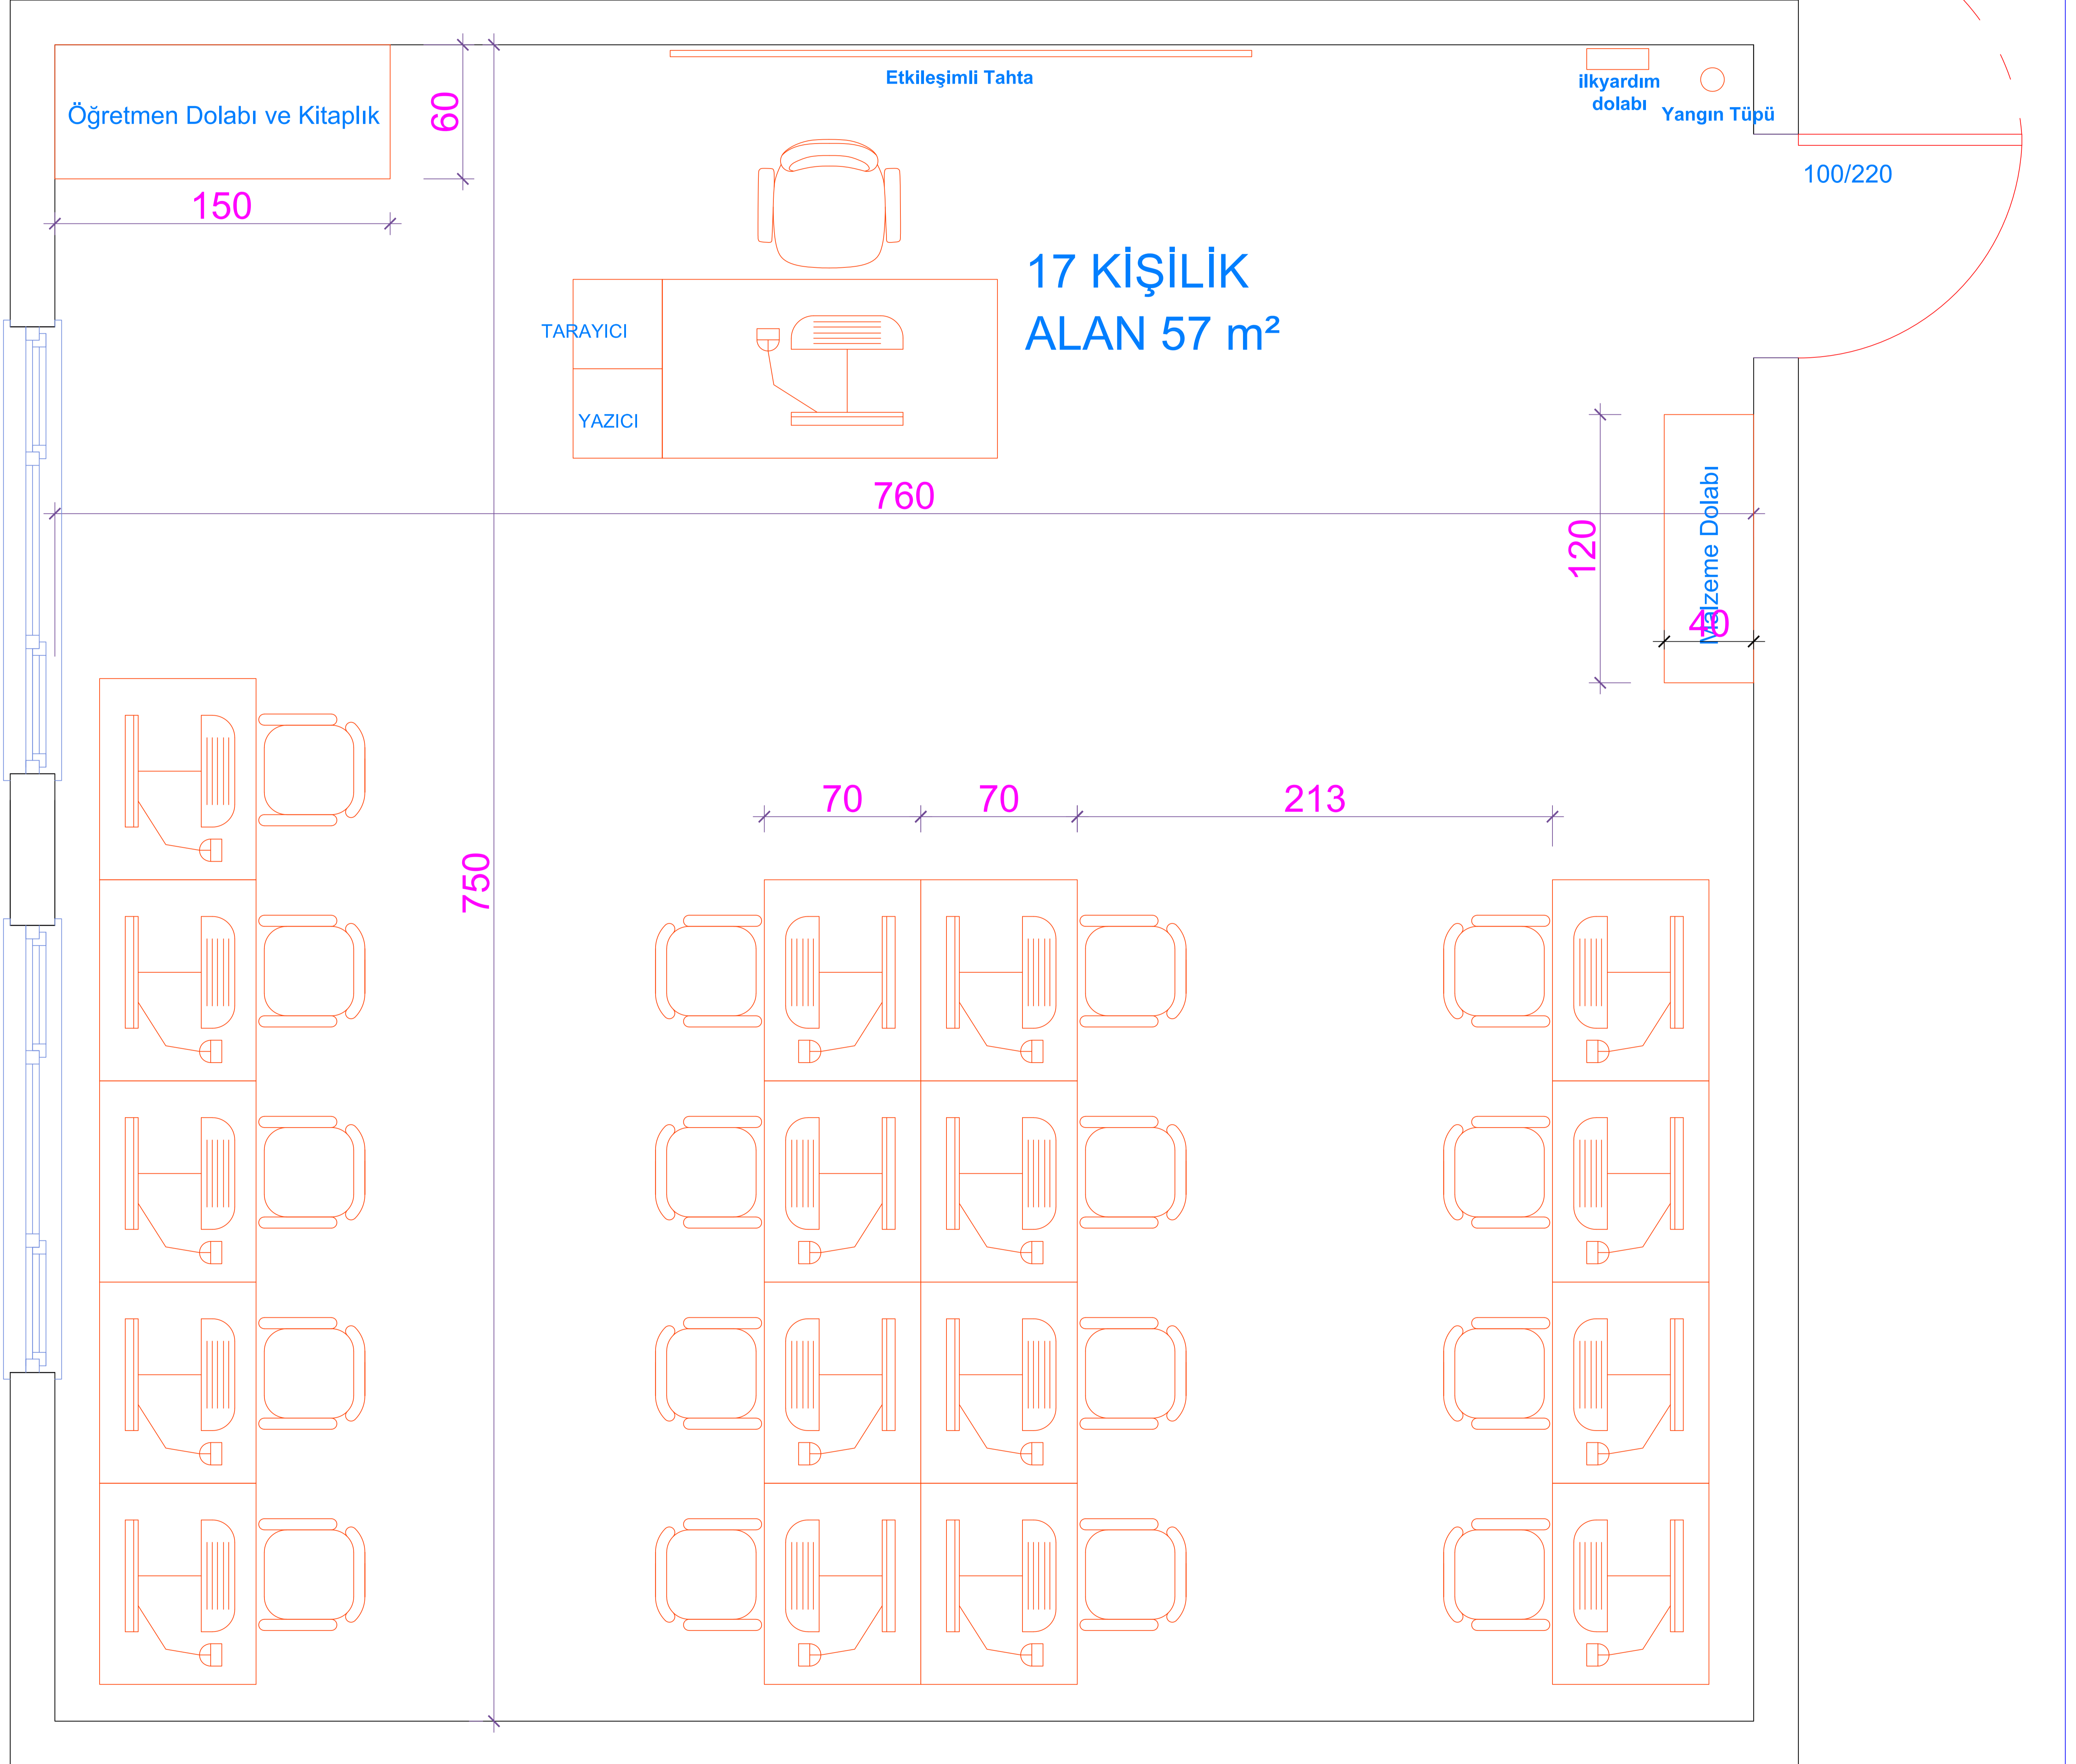 Etkileşimli Tahta
ilkyardım
dolabı
Yangın Tüpü
Öğretmen Dolabı ve Kitaplık
60
150
100/220
17 KİŞİLİK
ALAN 57 m²
TARAYICI
YAZICI
760
120
Malzeme Dolabı
40
70
70
213
750